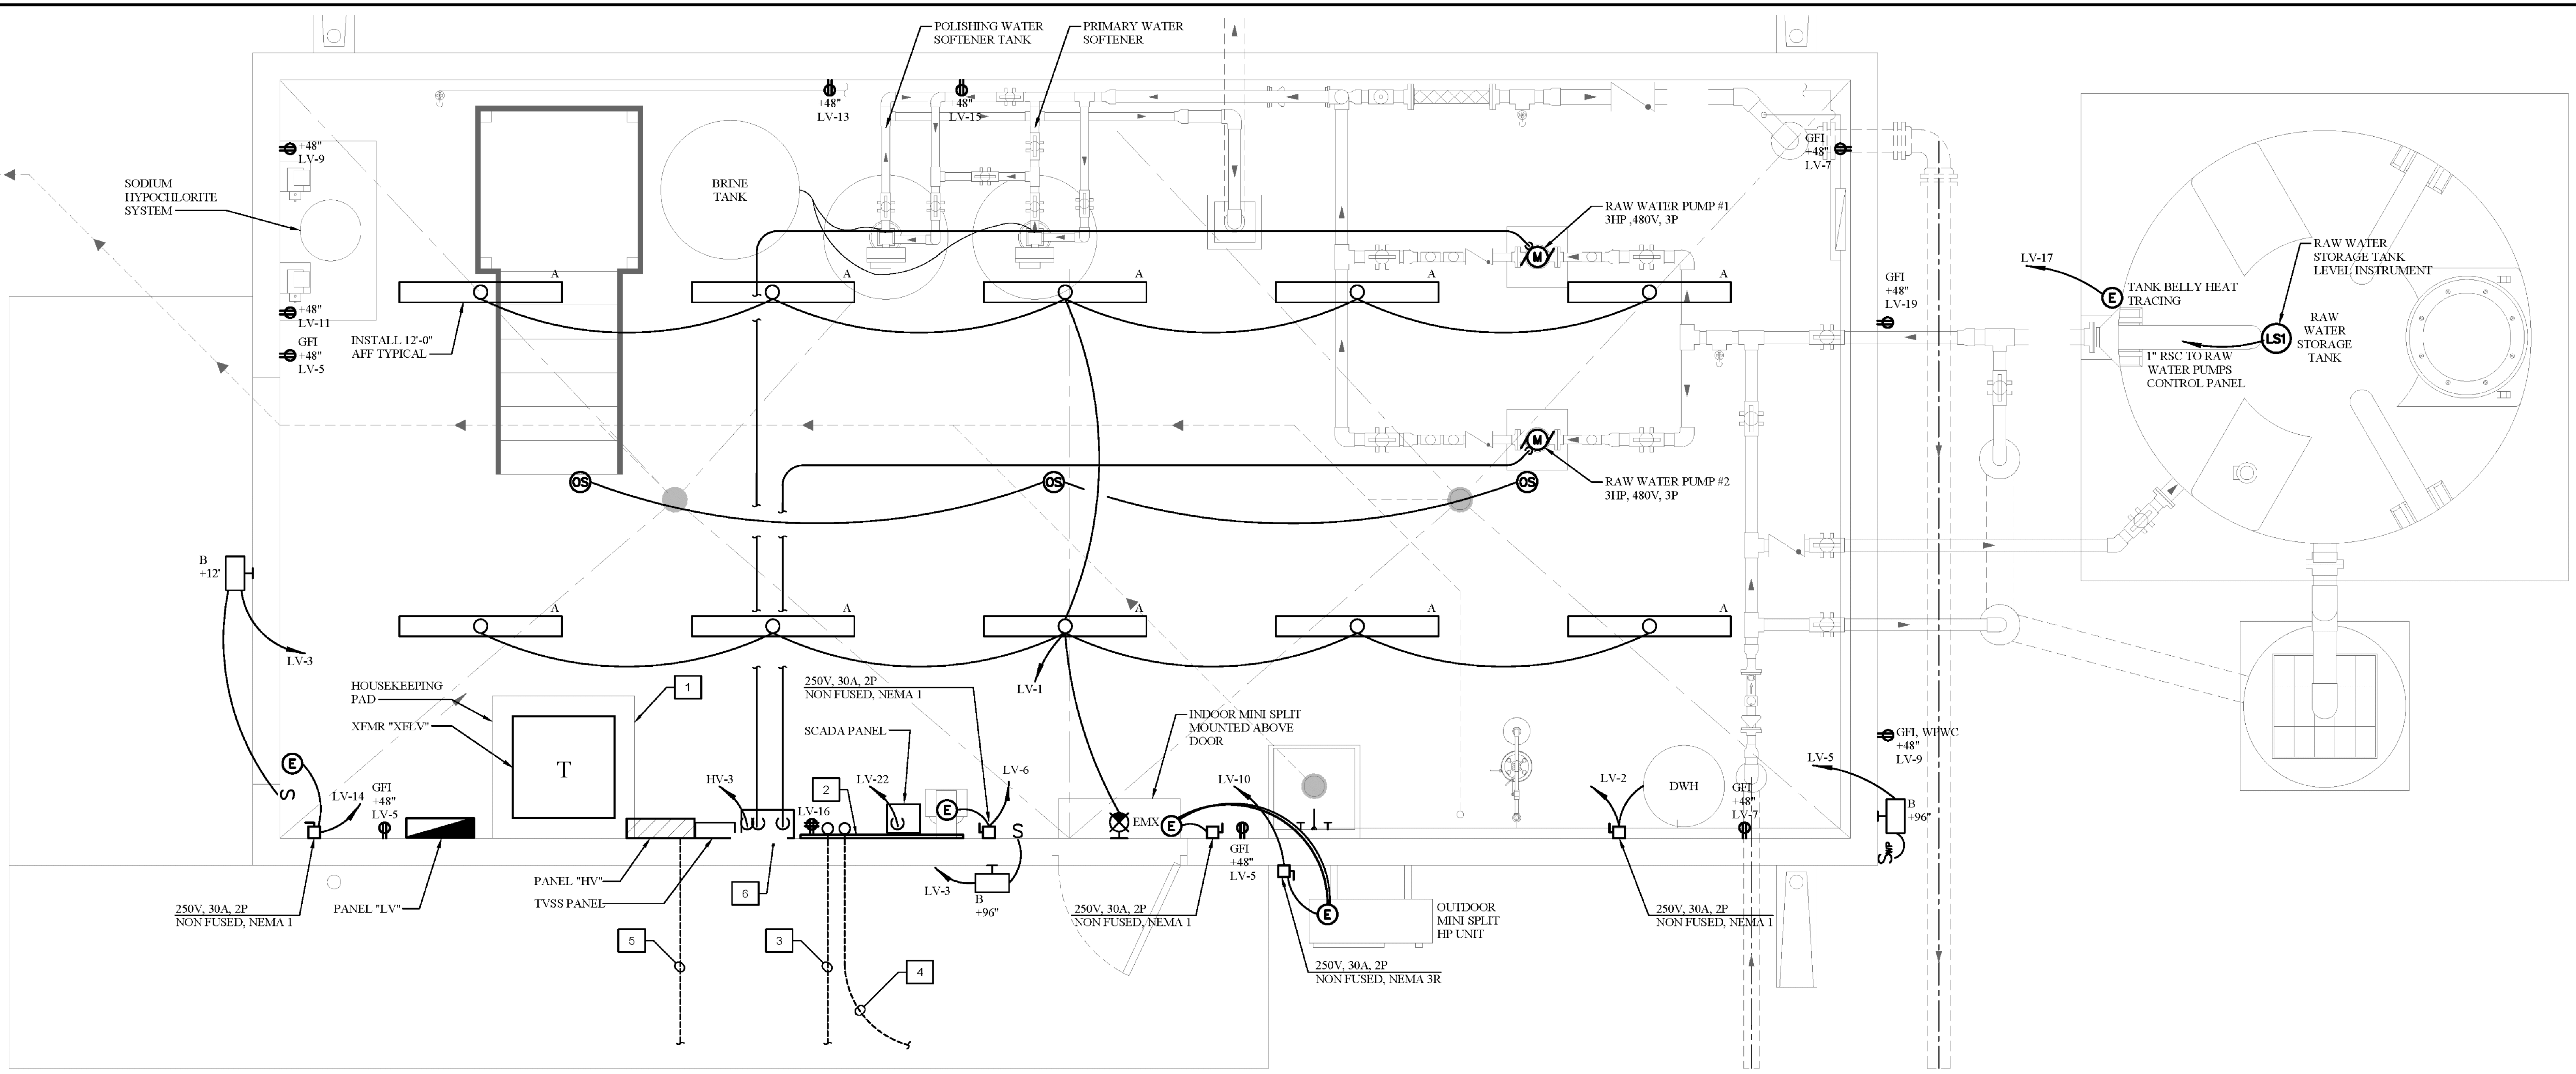 POLISHING WATER
SOFTENER TANK
PRIMARY WATER
SOFTENER
+48"
LV-13
+48"
LV-15
+48"
LV-9
SODIUM
HYPOCHLORITE
SYSTEM
BRINE
TANK
GFI
+48"
LV-7
RAW WATER PUMP #1
3HP ,480V, 3P
M
RAW WATER
STORAGE TANK
LEVEL INSTRUMENT
LV-17
E
TANK BELLY HEAT
TRACING
GFI
+48"
LV-19
A
A
A
A
A
+48"
LV-11
GFI
+48"
LV-5
INSTALL 12'-0"
AFF TYPICAL
LS1
RAW
WATER
STORAGE
TANK
1" RSC TO RAW
WATER PUMPS
CONTROL PANEL
M
RAW WATER PUMP #2
3HP, 480V, 3P
OS
OS
OS
B
+12'
LV-3
A
A
A
A
A
LV-1
HOUSEKEEPING
PAD
1
XFMR "XFLV"
T
250V, 30A, 2P
NON FUSED, NEMA 1
SCADA PANEL
INDOOR MINI SPLIT
MOUNTED ABOVE
DOOR
GFI, WPWC
+48"
LV-9
E
S
LV-14
GFI
+48"
LV-5
HV-3
2
LV-16
LV-22
E
LV-6
S
EMX
E
LV-10
GFI
+48"
LV-5
T
T
LV-2
DWH
GFI
+48"
LV-7
LV-5
B
+96"
SWP
PANEL "HV"
TVSS PANEL
6
LV-3
B
+96"
250V, 30A, 2P
NON FUSED, NEMA 1
PANEL "LV"
250V, 30A, 2P
NON FUSED, NEMA 1
E
OUTDOOR
MINI SPLIT
HP UNIT
250V, 30A, 2P
NON FUSED, NEMA 1
5
3
4
250V, 30A, 2P
NON FUSED, NEMA 3R